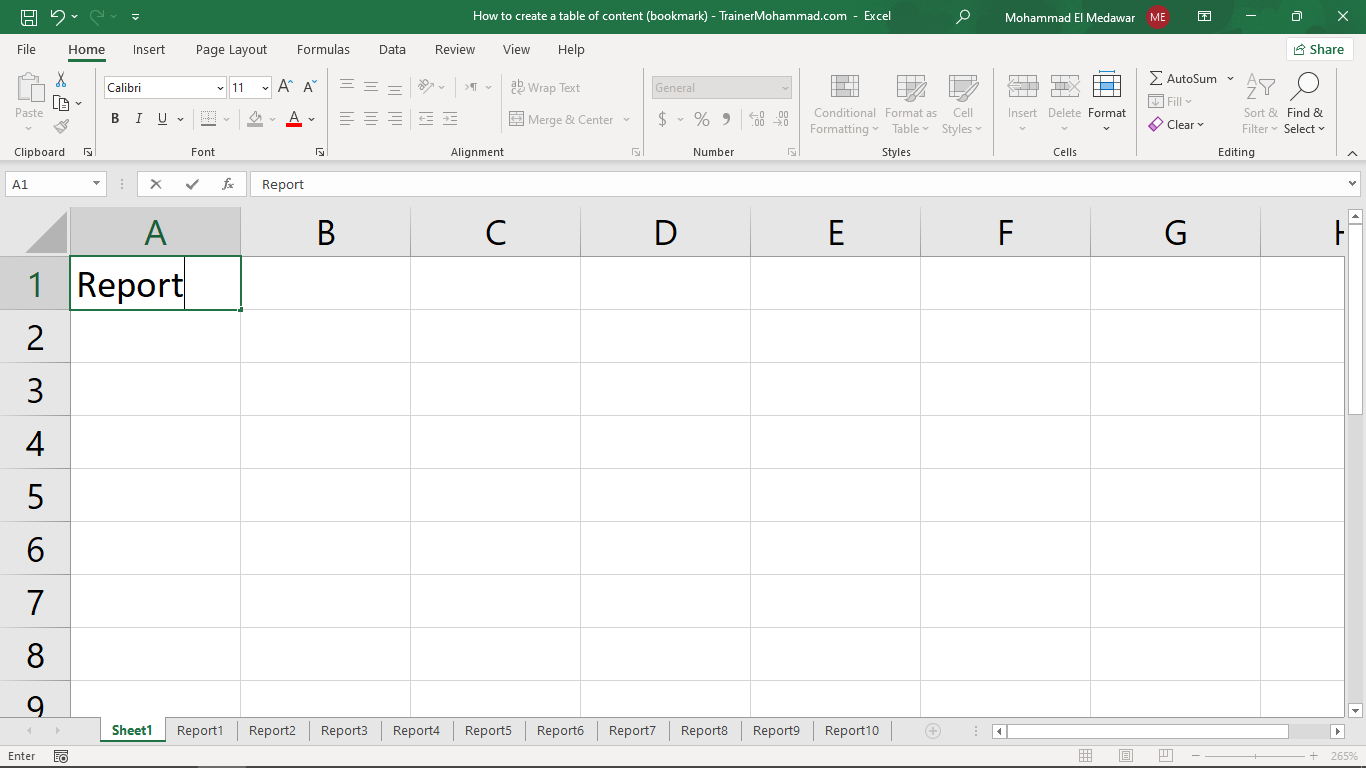 How to create a table of content (bookmark) - TrainerMohammad.com - Excel
Mohammad El Medawar ME
File Home Insert Page Layout Formulas Data Review View Help Share
Paste
Clipboard
Calibri 11
B I U A
Font
ab Wrap Text
Merge & Center
Alignment
General
$ %
Number
Conditional Formatting
Format as Table
Cell Styles
Styles
Insert Delete Format
Cells
AutoSum
Fill
Clear
Sort & Filter
Find & Select
Editing
A1 fx Report
A B C D E F G
1 Report
2
3
4
5
6
7
8
9
Sheet1 Report1 Report2 Report3 Report4 Report5 Report6 Report7 Report8 Report9 Report10
Enter 265%